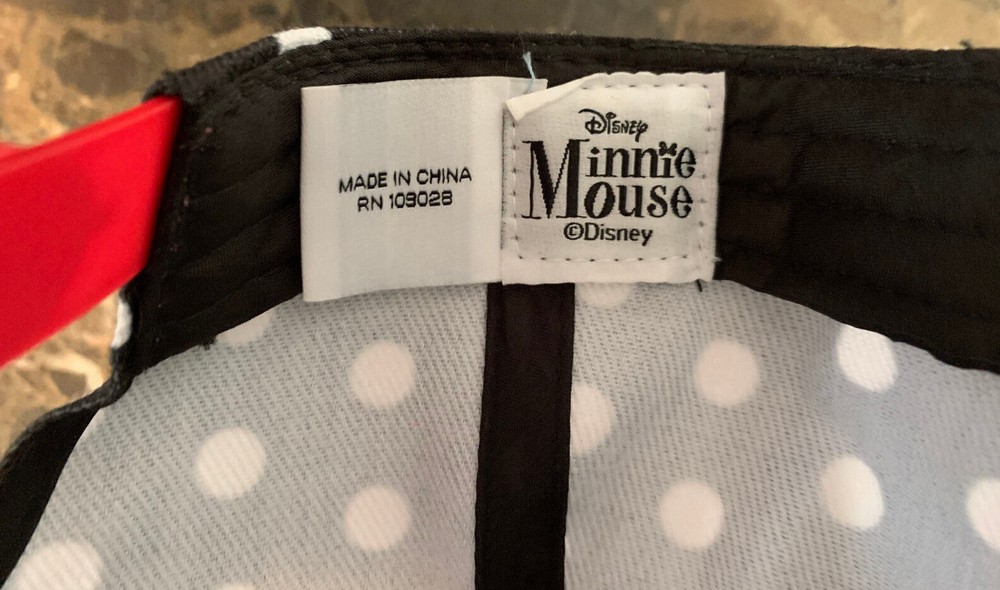 MADE IN CHINA
RN 109028
Disney
Minnie
Mouse
©Disney